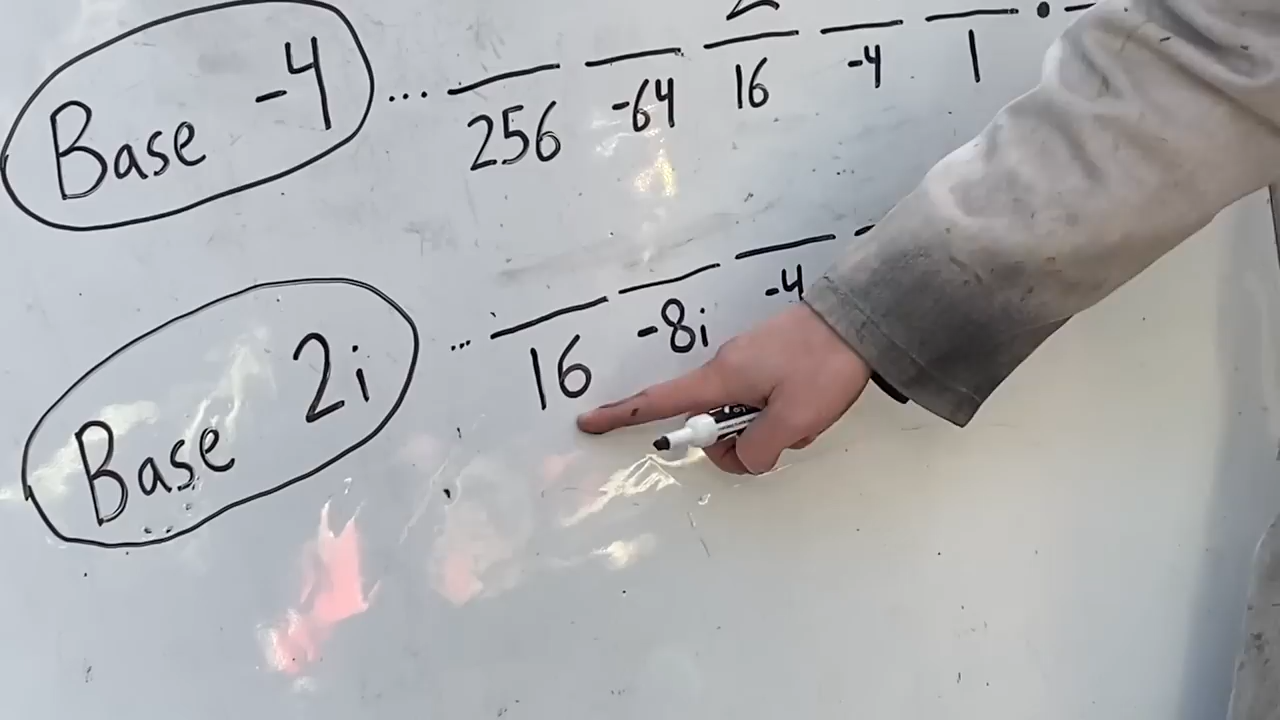 Base -4 ... 256 -64 16 -4 1 .
Base 2i ... 16 -8i -4